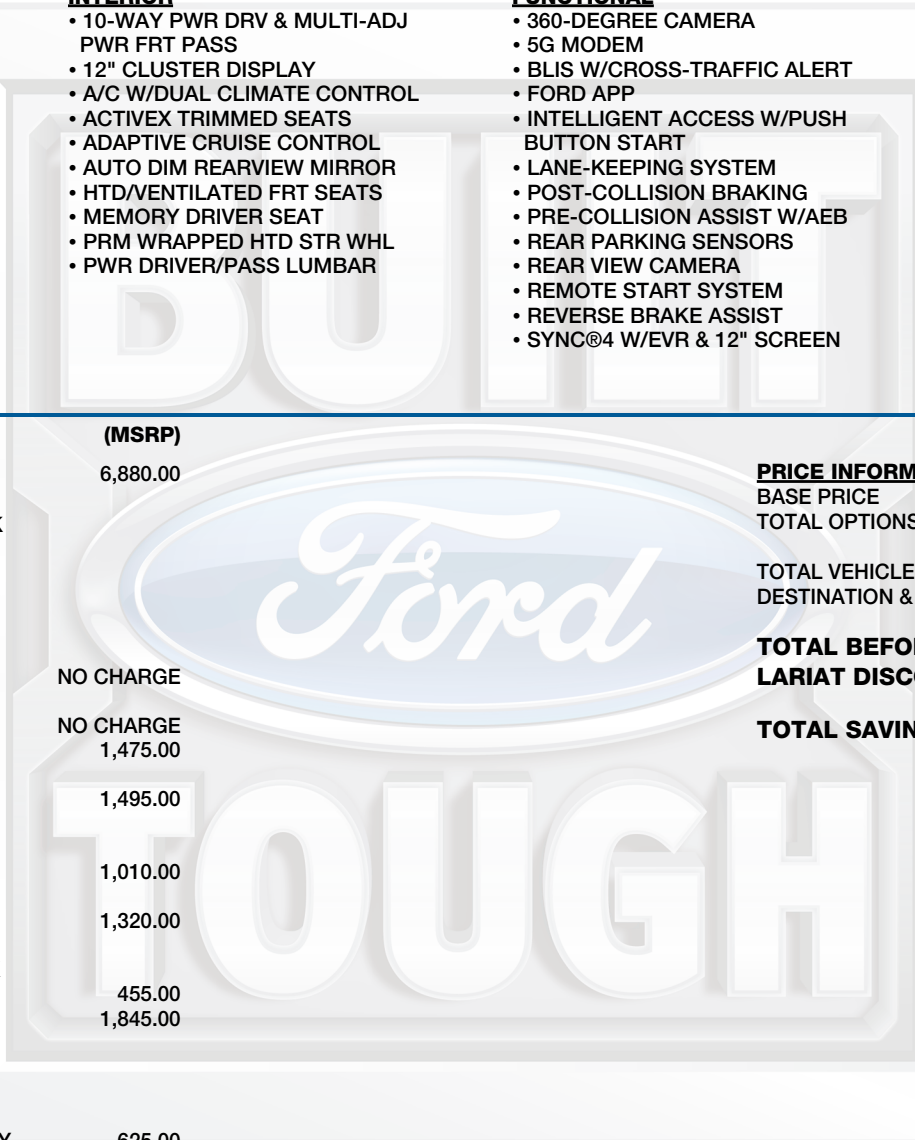 INTERIOR
• 10-WAY PWR DRV & MULTI-ADJ
PWR FRT PASS
• 12" CLUSTER DISPLAY
• A/C W/DUAL CLIMATE CONTROL
• ACTIVEX TRIMMED SEATS
• ADAPTIVE CRUISE CONTROL
• AUTO DIM REARVIEW MIRROR
• HTD/VENTILATED FRT SEATS
• MEMORY DRIVER SEAT
• PRM WRAPPED HTD STR WHL
• PWR DRIVER/PASS LUMBAR
FUNCTIONAL
• 360-DEGREE CAMERA
• 5G MODEM
• BLIS W/CROSS-TRAFFIC ALERT
• FORD APP
• INTELLIGENT ACCESS W/PUSH
BUTTON START
• LANE-KEEPING SYSTEM
• POST-COLLISION BRAKING
• PRE-COLLISION ASSIST W/AEB
• REAR PARKING SENSORS
• REAR VIEW CAMERA
• REMOTE START SYSTEM
• REVERSE BRAKE ASSIST
• SYNC®4 W/EVR & 12" SCREEN
BUILT
Ford
TOUGH
(MSRP)
6,880.00
NO CHARGE
NO CHARGE
1,475.00
1,495.00
1,010.00
1,320.00
455.00
1,845.00
625.00
PRICE INFORM
BASE PRICE
TOTAL OPTIONS
TOTAL VEHICLE
DESTINATION &
TOTAL BEFO
LARIAT DISC
TOTAL SAVIN